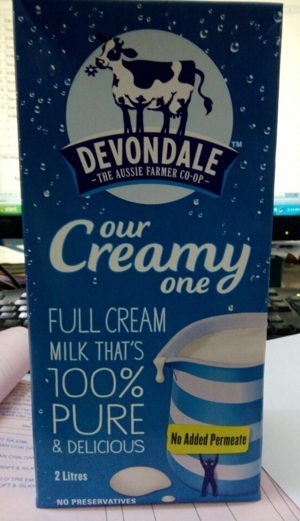 DEVONDALE™
- THE AUSSIE FARMER CO-OP -
our
Creamy
one
FULL CREAM
MILK THAT'S
100%
PURE
& DELICIOUS
No Added Permeate
2 Litres
NO PRESERVATIVES